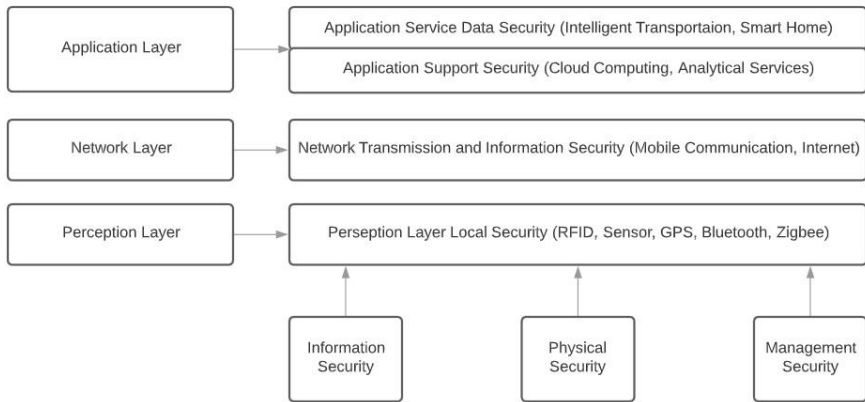 Application Layer
Application Service Data Security (Intelligent Transportaion, Smart Home)
Application Support Security (Cloud Computing, Analytical Services)
Network Layer
Network Transmission and Information Security (Mobile Communication, Internet)
Perception Layer
Perseption Layer Local Security (RFID, Sensor, GPS, Bluetooth, Zigbee)
Information
Security
Physical
Security
Management
Security